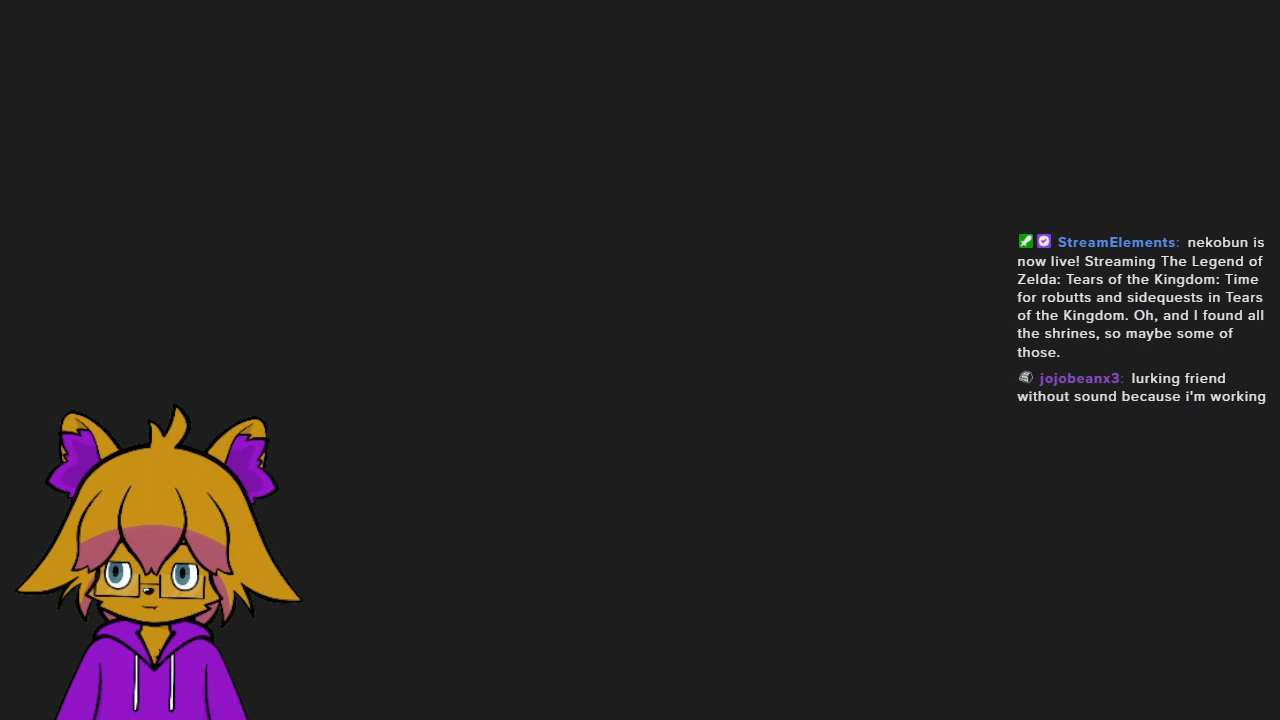 StreamElements: nekobun is
now live! Streaming The Legend of
Zelda: Tears of the Kingdom: Time
for robutts and sidequests in Tears
of the Kingdom. Oh, and I found all
the shrines, so maybe some of
those.
jojobeanx3: lurking friend
without sound because i'm working